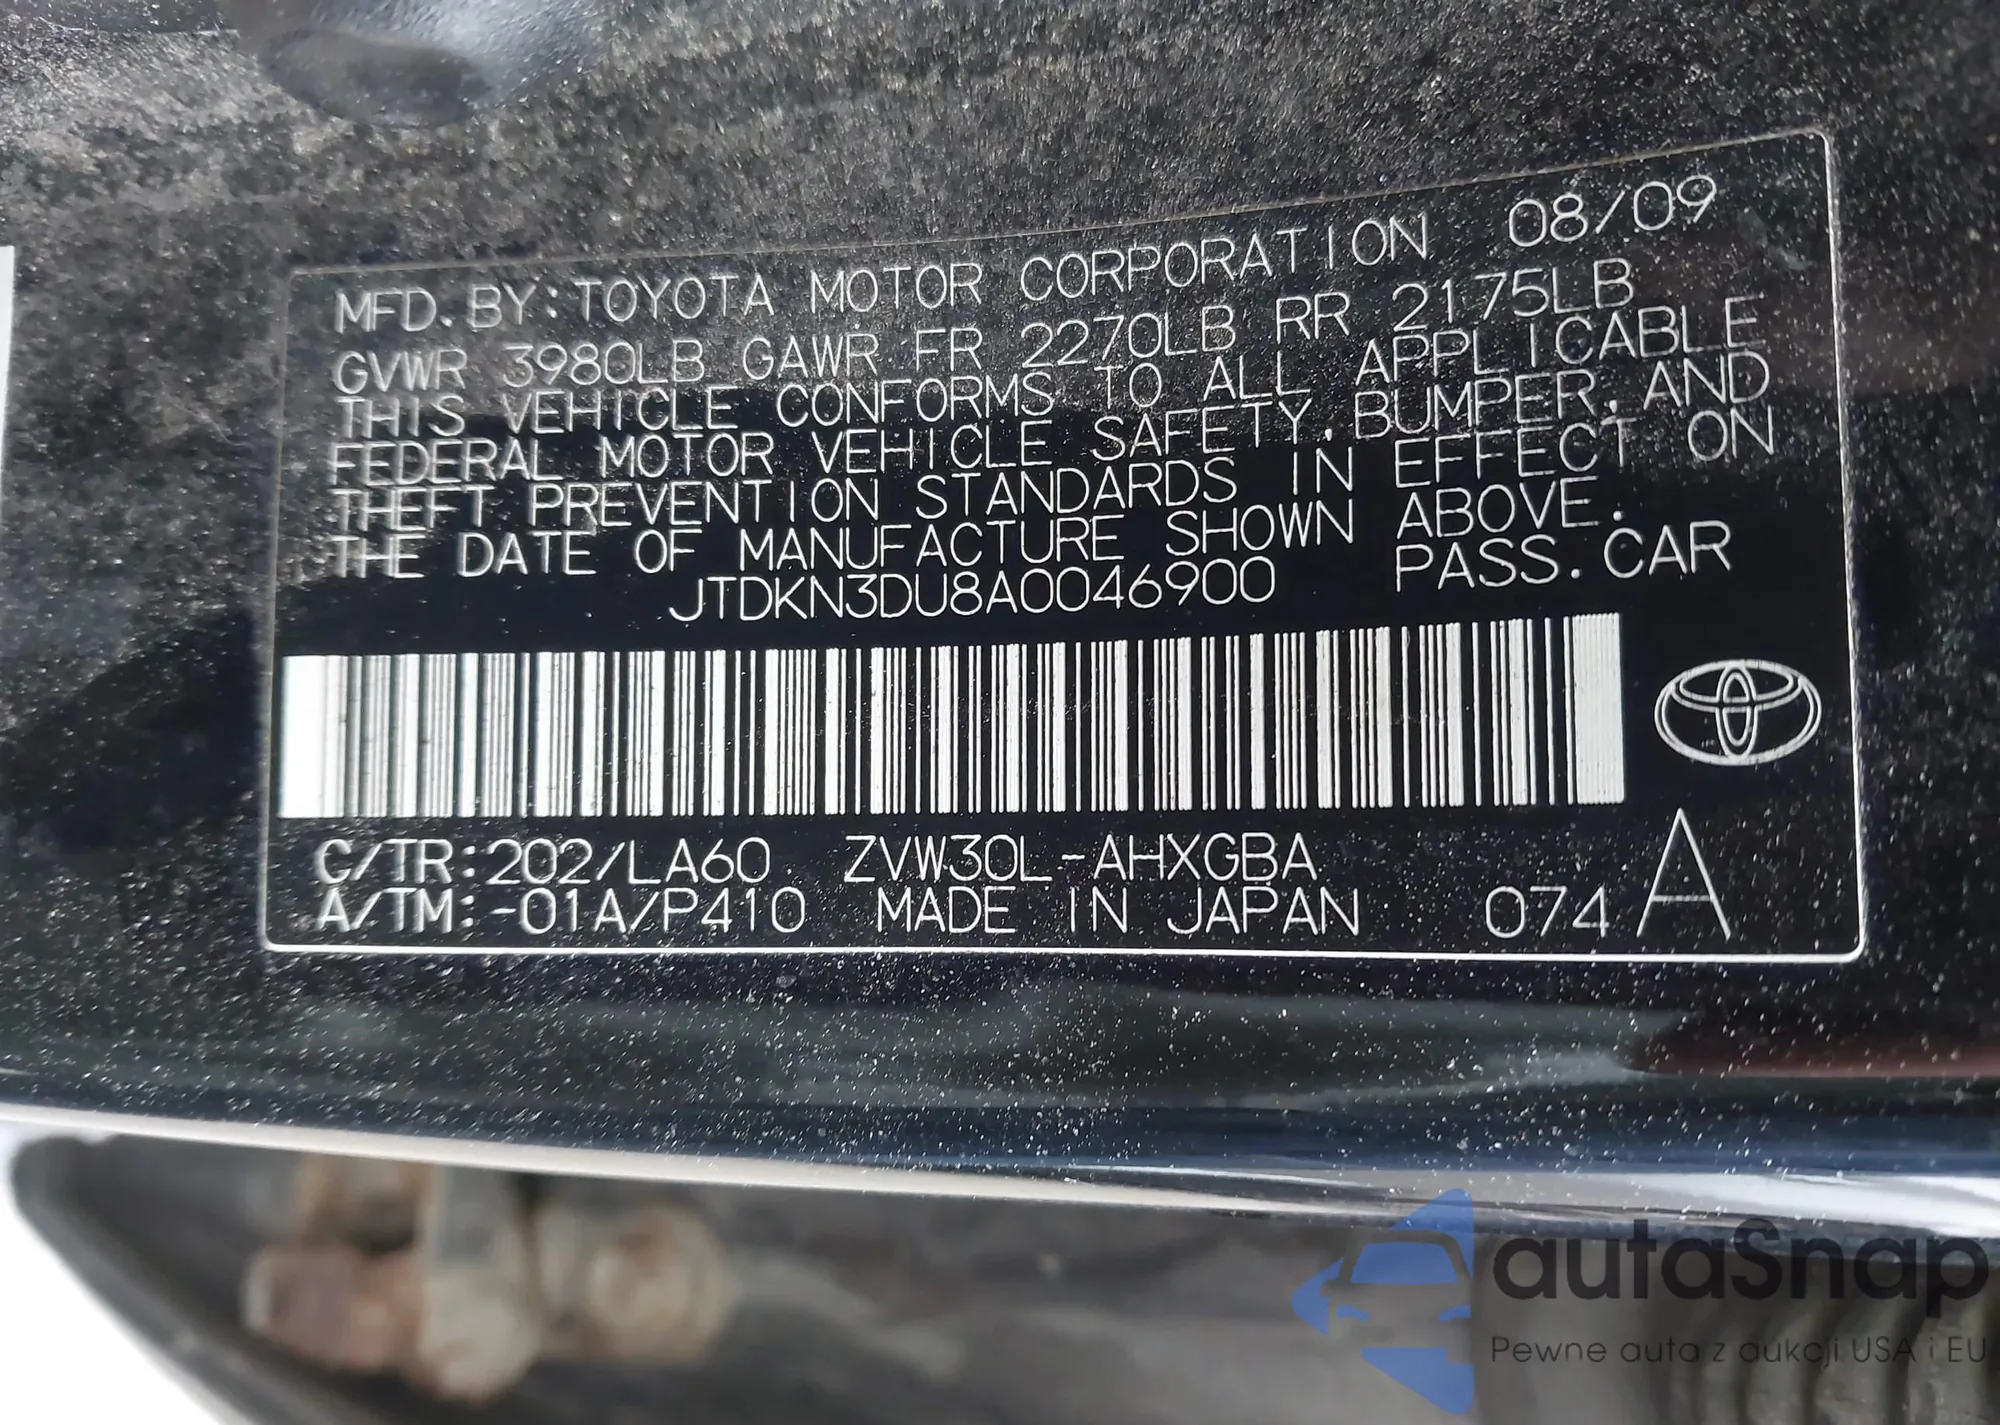 MFD. BY: TOYOTA MOTOR CORPORATION 08/09
GVWR 3980LB GAWR FR 2270LB RR 2175LB
THIS VEHICLE CONFORMS TO ALL APPLICABLE
FEDERAL MOTOR VEHICLE SAFETY, BUMPER, AND
THEFT PREVENTION STANDARDS IN EFFECT ON
THE DATE OF MANUFACTURE SHOWN ABOVE.
JTDKN3DU8A0046900 PASS. CAR
C/TR:202/LA60 ZVW30L-AHXGBA
A/TM:-01A/P410 MADE IN JAPAN 074 A
autaSnap
Pewne auta z aukcji USA i EU